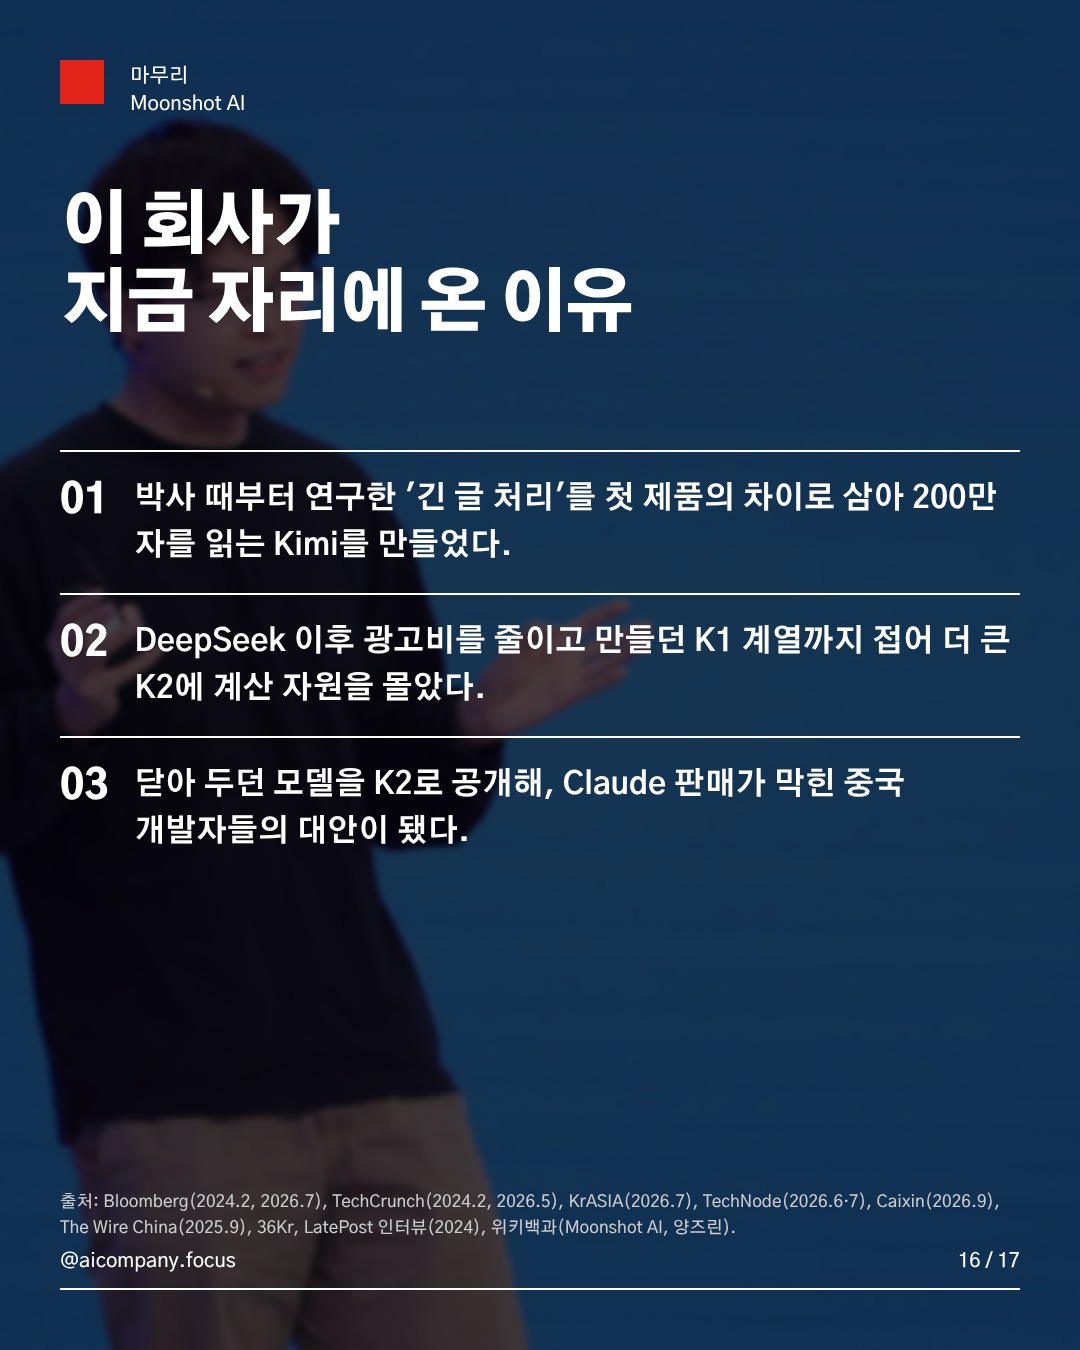 마무리
Moonshot AI
이 회사가
지금 자리에 온 이유
01 박사 때부터 연구한 '긴 글 처리'를 첫 제품의 차이로 삼아 200만
자를 읽는 Kimi를 만들었다.
02 DeepSeek 이후 광고비를 줄이고 만들던 K1 계열까지 접어 더 큰
K2에 계산 자원을 몰았다.
03 닫아 두던 모델을 K2로 공개해, Claude 판매가 막힌 중국
개발자들의 대안이 됐다.
출처: Bloomberg(2024.2, 2026.7), TechCrunch(2024.2, 2026.5), KrASIA(2026.7), TechNode(2026.6·7), Caixin(2026.9),
The Wire China(2025.9), 36Kr, LatePost 인터뷰(2024), 위키백과(Moonshot AI, 양즈린).
@aicompany.focus
16 / 17